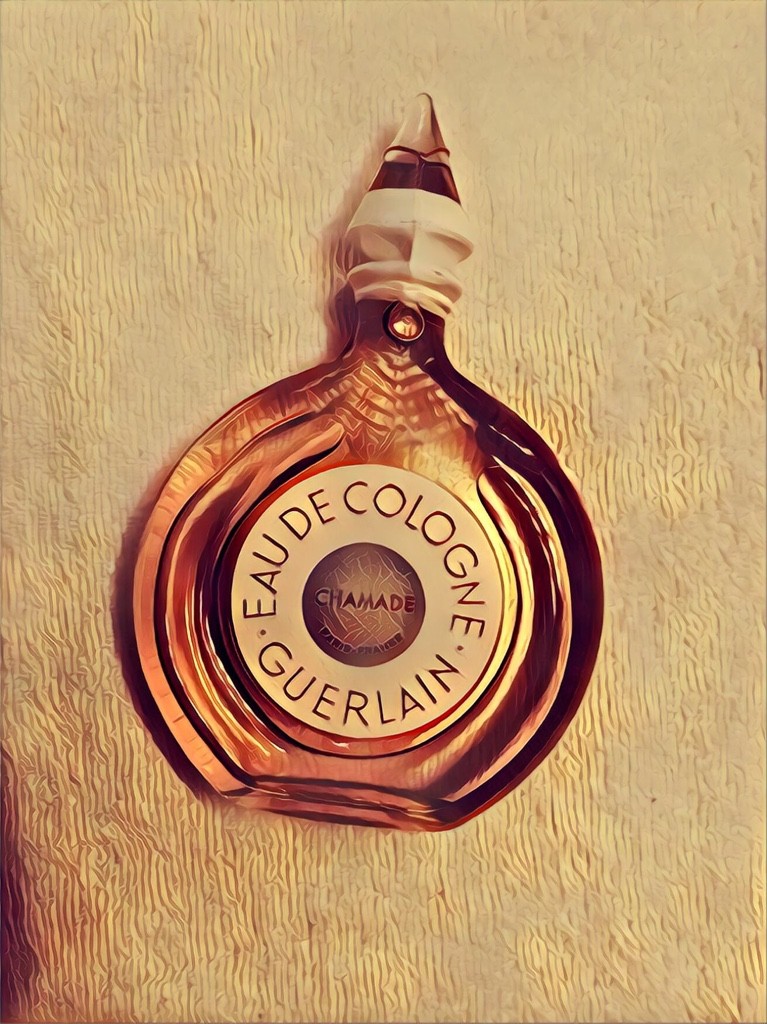 EAU DE COLOGNE
· GUERLAIN ·
CHAMADE
PARIS-FRANCE